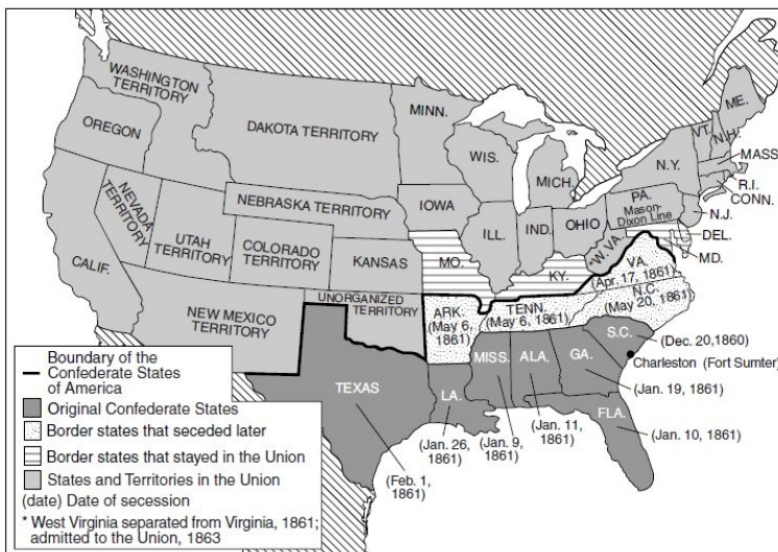 WASHINGTON
TERRITORY
OREGON
CALIF.
NEVADA
TERRITORY
UTAH
TERRITORY
DAKOTA TERRITORY
NEBRASKA TERRITORY
COLORADO
TERRITORY
KANSAS
NEW MEXICO
TERRITORY
UNORGANIZED
TERRITORY
MINN.
WIS.
IOWA
ILL.
MICH.
IND.
OHIO
PA.
Mason-
Dixon Line
N.Y.
VT.
N.H.
ME.
MASS.
R.I.
CONN.
N.J.
DEL.
MD.
*W. VA.
VA.
(Apr. 17, 1861)
MO.
KY.
N.C.
(May 20, 1861)
TENN.
(May 6, 1861)
ARK.
(May 6,
1861)
S.C.
(Dec. 20,1860)
Charleston (Fort Sumter)
MISS.
ALA.
GA.
(Jan. 19, 1861)
TEXAS
LA.
FLA.
(Jan. 10, 1861)
(Jan. 26,
1861)
(Jan. 9,
1861)
(Jan. 11,
1861)
(Feb. 1,
1861)
Boundary of the
Confederate States
of America
Original Confederate States
Border states that seceded later
Border states that stayed in the Union
States and Territories in the Union
(date) Date of secession
* West Virginia separated from Virginia, 1861;
admitted to the Union, 1863